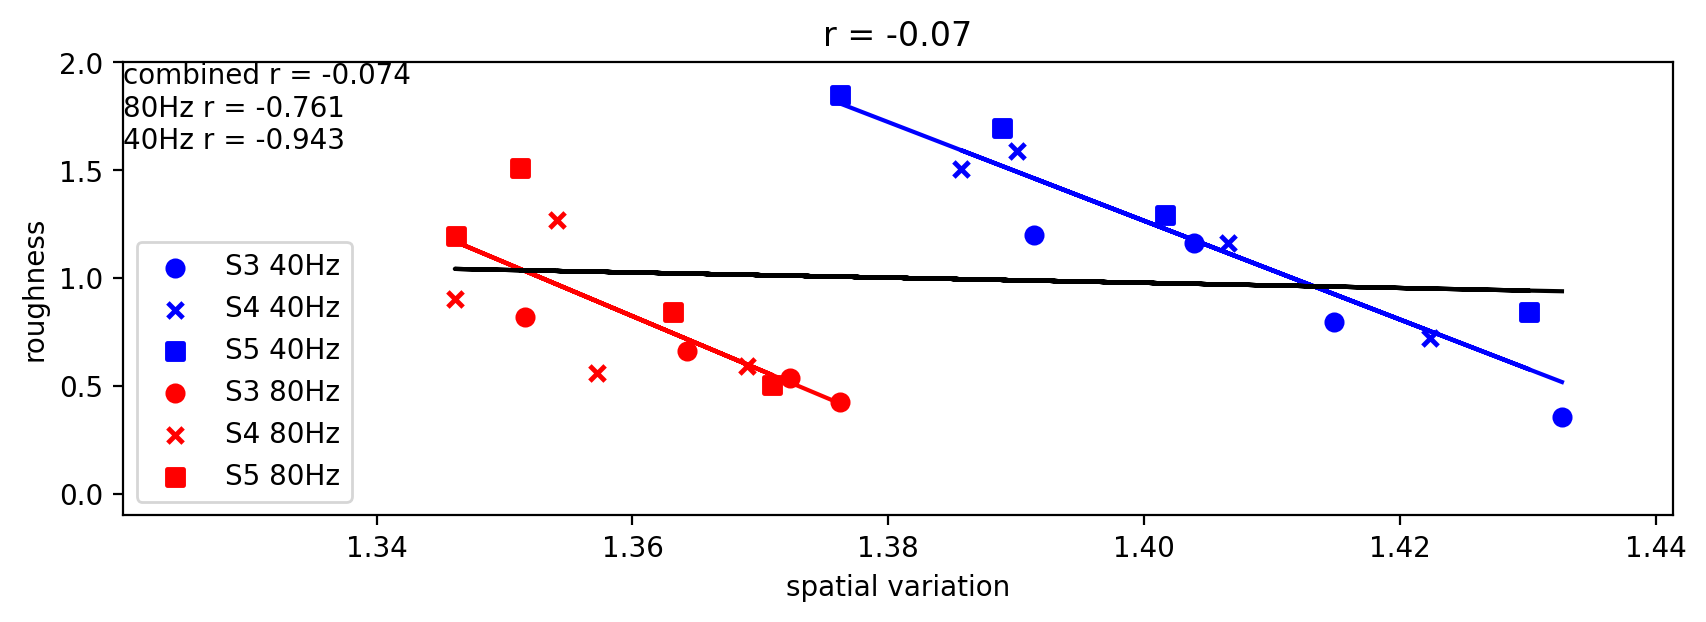 r = -0.07
combined r = -0.074
80Hz r = -0.761
40Hz r = -0.943
2.0
1.5
1.0
0.5
0.0
roughness
S3 40Hz
S4 40Hz
S5 40Hz
S3 80Hz
S4 80Hz
S5 80Hz
1.34
1.36
1.38
1.40
1.42
1.44
spatial variation